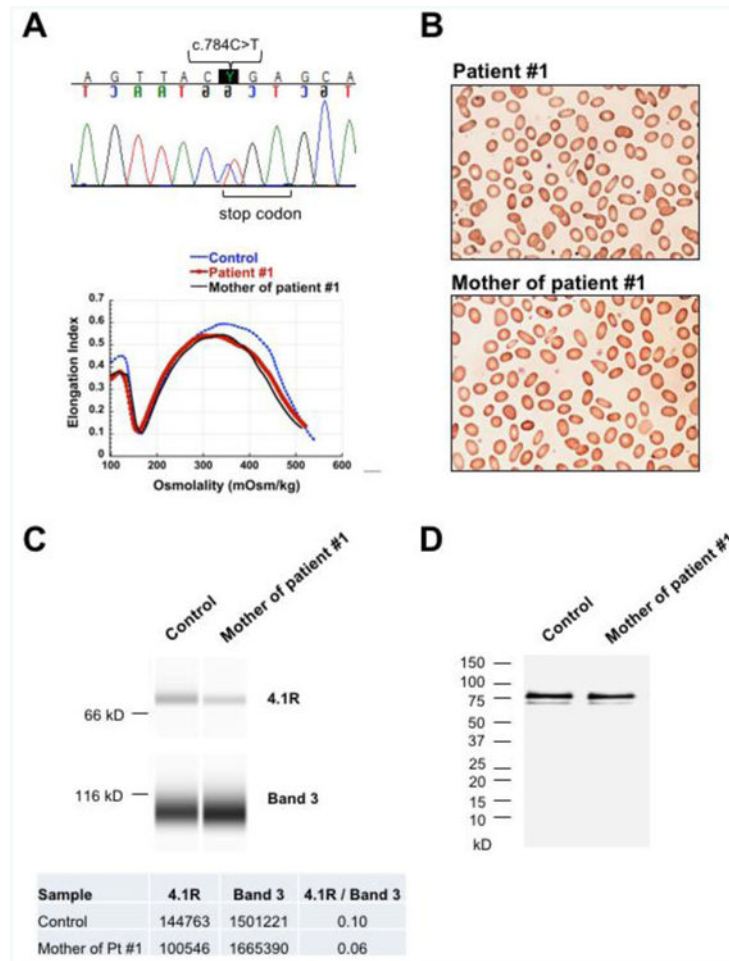 A
c.784C>T
A G T T A C Y G A G C A
stop codon
Control
Patient #1
Mother of patient #1
Elongation Index
0.7
0.6
0.5
0.4
0.3
0.2
0.1
0
100 200 300 400 500 600
Osmolality (mOsm/kg)
B
Patient #1
Mother of patient #1
C
Control
Mother of patient #1
4.1R
66 kD
116 kD
Band 3
Sample 4.1R Band 3 4.1R / Band 3
Control 144763 1501221 0.10
Mother of Pt #1 100546 1665390 0.06
D
Control
Mother of patient #1
150
100
75
50
37
25
20
15
10
kD